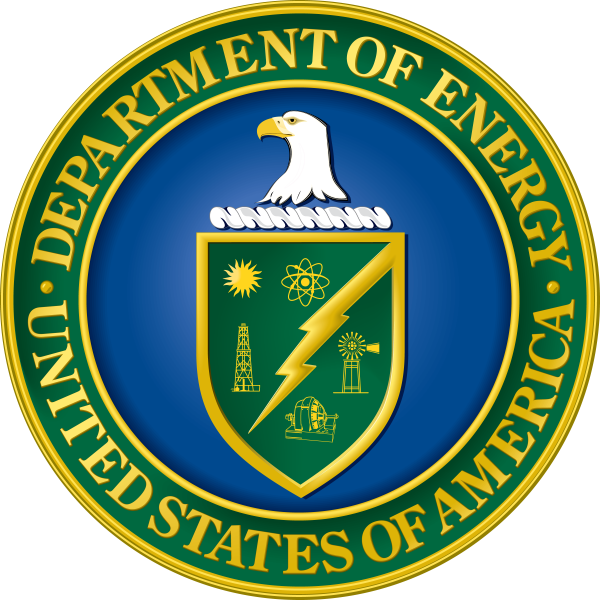 DEPARTMENT OF ENERGY
UNITED STATES OF AMERICA